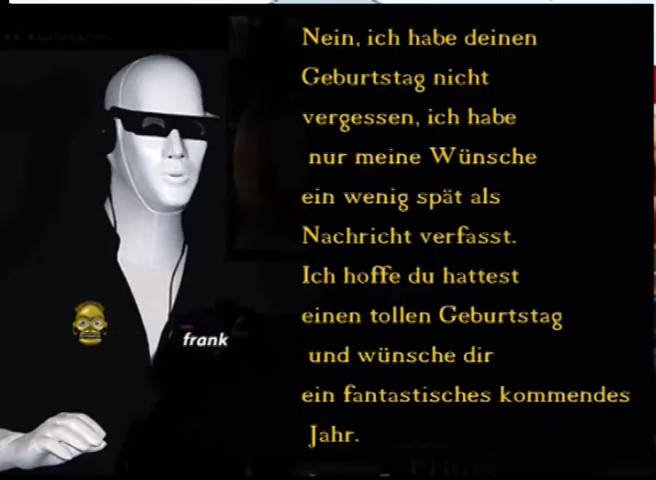 Nein, ich habe deinen
Geburtstag nicht
vergessen, ich habe
nur meine Wünsche
ein wenig spät als
Nachricht verfasst.
Ich hoffe du hattest
einen tollen Geburtstag
und wünsche dir
ein fantastisches kommendes
Jahr.
frank